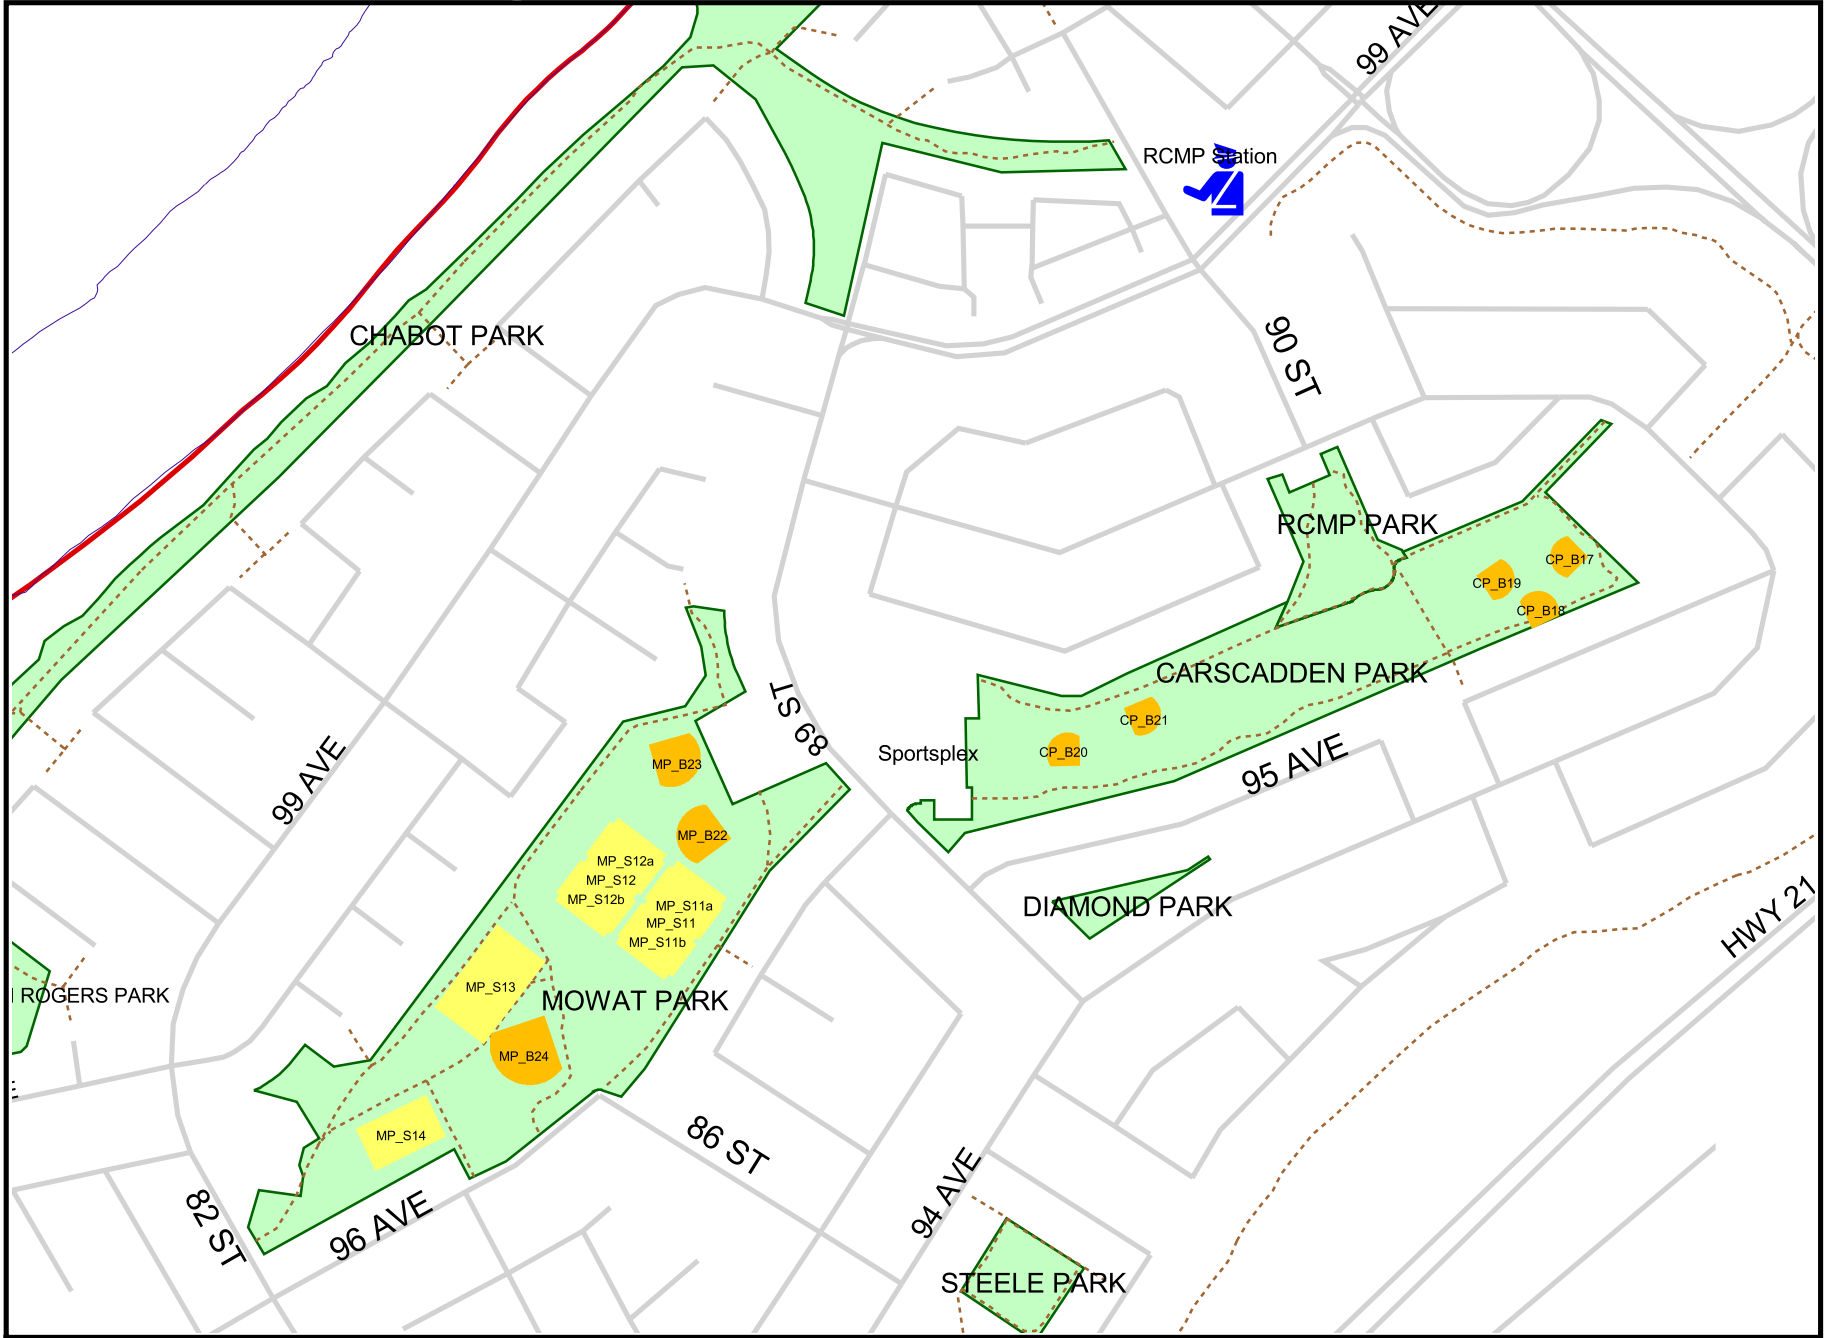 99 AVE
RCMP Station
CHABOT PARK
90 ST
RCMP PARK
CP_B17
CP_B19
CP_B18
CARSCADDEN PARK
89 ST
CP_B21
Sportsplex
CP_B20
95 AVE
MP_B23
99 AVE
MP_B22
MP_S12a
MP_S12
MP_S12b
MP_S11a
MP_S11
MP_S11b
DIAMOND PARK
HWY 21
ROGERS PARK
MP_S13
MOWAT PARK
MP_B24
MP_S14
86 ST
94 AVE
82 ST
96 AVE
STEELE PARK